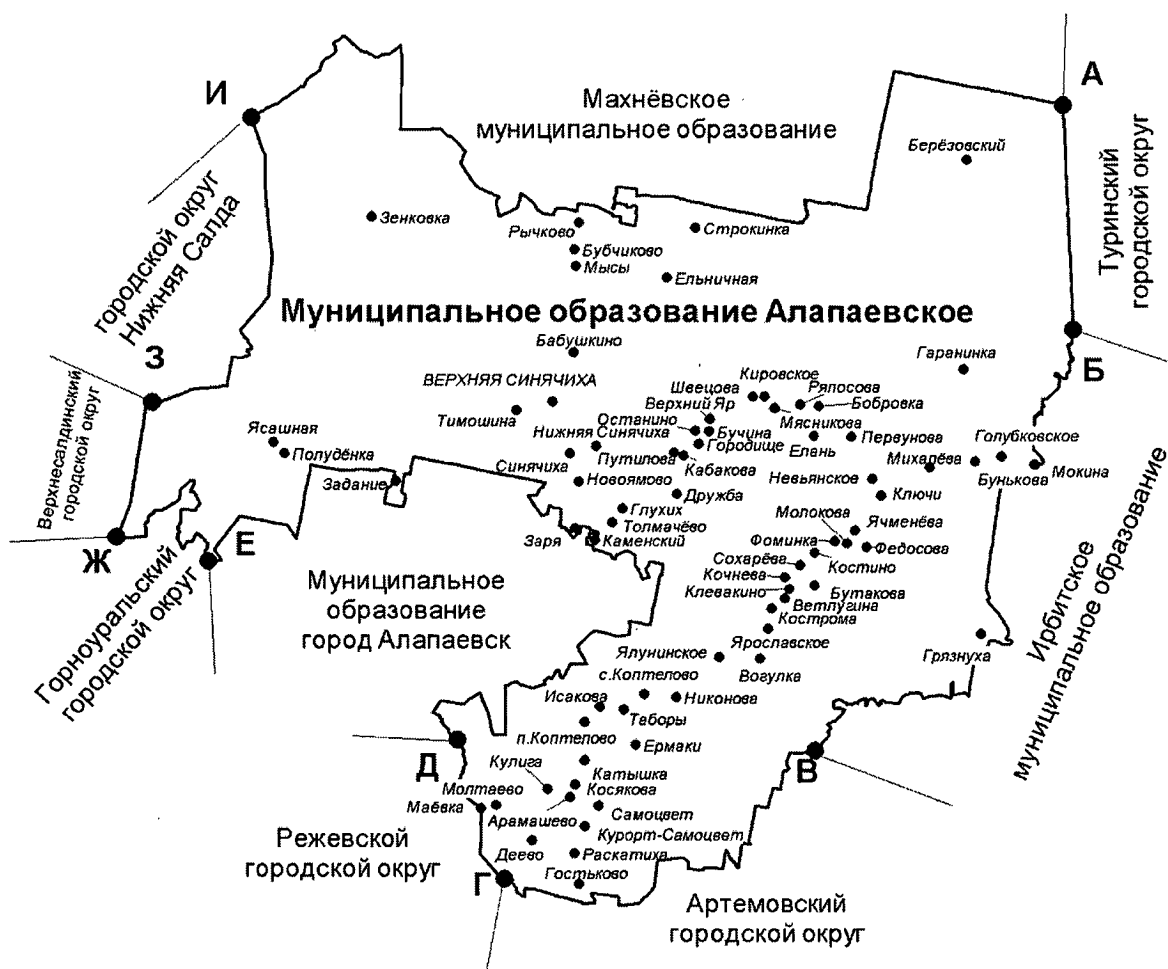 И
А
Махнёвское
муниципальное образование
Берёзовский
Туринский
городской округ
Зенковка
Рычково
Строкинка
Бубчиково
Мысы
Ельничная
городской округ
Нижняя Салда
Муниципальное образование Алапаевское
З
Б
Бабушкино
Гаранинка
ВЕРХНЯЯ СИНЯЧИХА
Швецова
Кировское
Ряпосова
Верхний Яр
Бобровка
Тимошина
Останино
Мясникова
Верхнесалдинский
городской округ
Ясашная
Нижняя Синячиха
Бучина
Городище
Елань
Первунова
Голубковское
Полудёнка
Путилова
Кабакова
Синячиха
Михалёва
Бунькова
Мокина
Задание
Новоямово
Невьянское
Дружба
Ключи
Глухих
Молокова
Ячменёва
Толмачёво
Заря
Каменский
Фоминка
Федосова
Ж
Е
Сохарёва
Костино
Кочнева
Клевакино
Бутакова
Ветлугина
Кострома
Муниципальное
образование
город Алапаевск
Горноуральский
городской округ
Ирбитское
муниципальное образование
Ярославское
Грязнуха
Ялунинское
Вогулка
с.Коптелово
Исакова
Никонова
Таборы
п.Коптелово
Д
Ермаки
В
Кулига
Катышка
Молтаево
Косякова
Маёвка
Арамашево
Самоцвет
Курорт-Самоцвет
Режевской
городской округ
Деево
Раскатиха
Г
Гостьково
Артемовский
городской округ